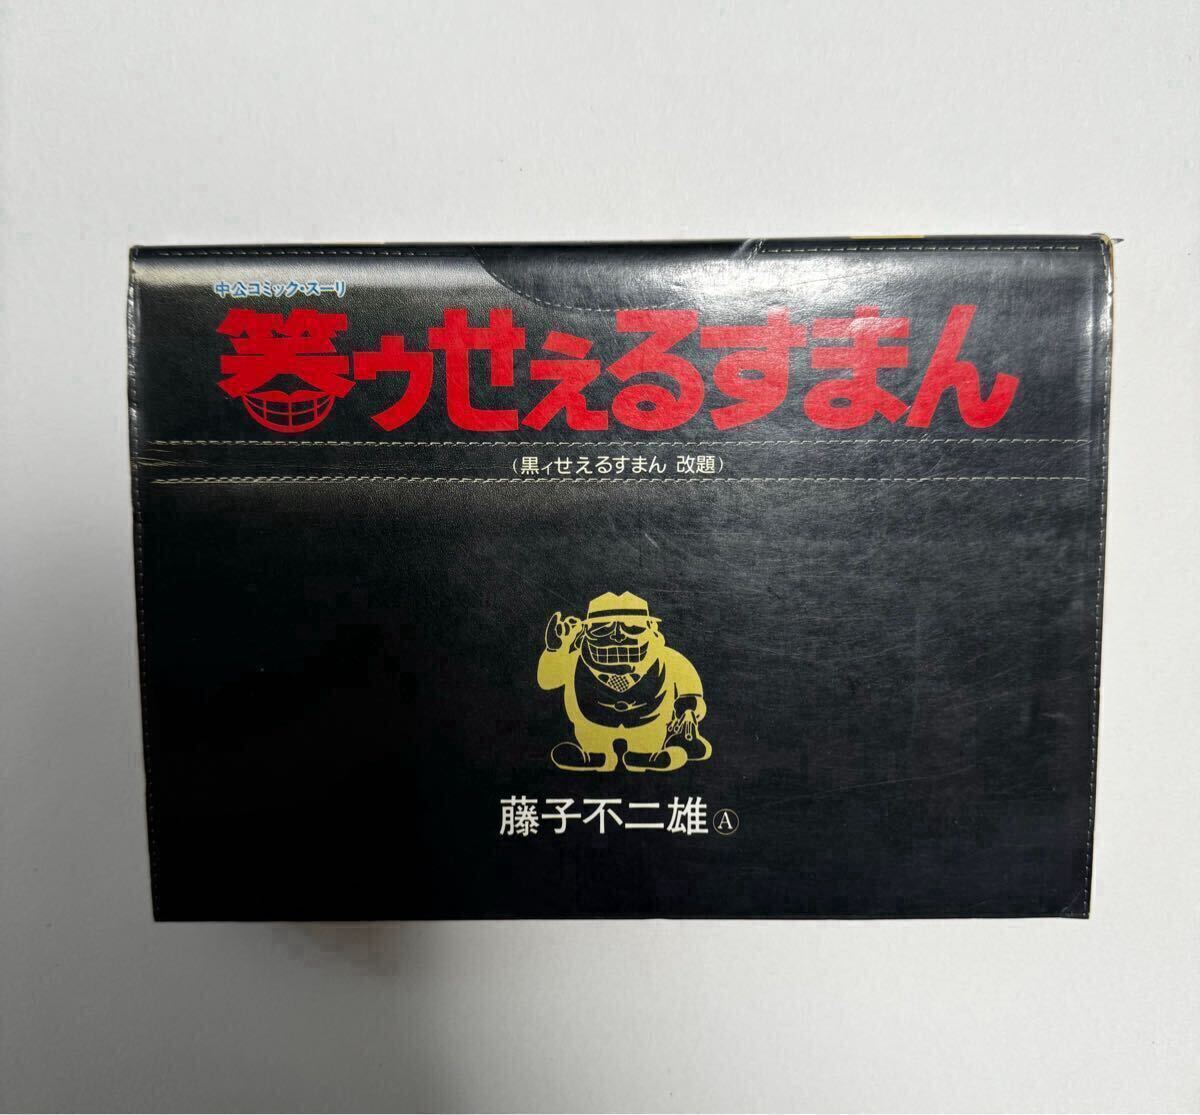 中公コミック・スーリ
笑ゥせぇるすまん
（黒ィせえるすまん 改題）
藤子不二雄Ⓐ